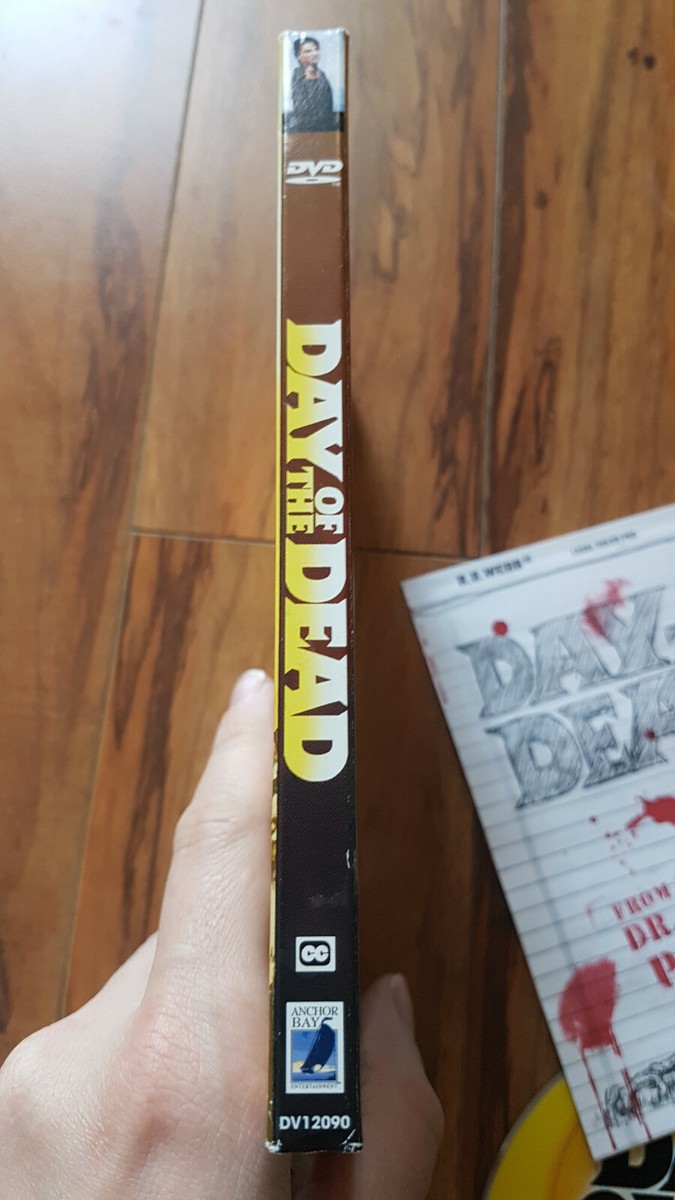 DVD
DAY OF
THE DEAD
CC
ANCHOR
BAY
ENTERTAINMENT
DV12090
DAY
DEA
FROM
DR.
P